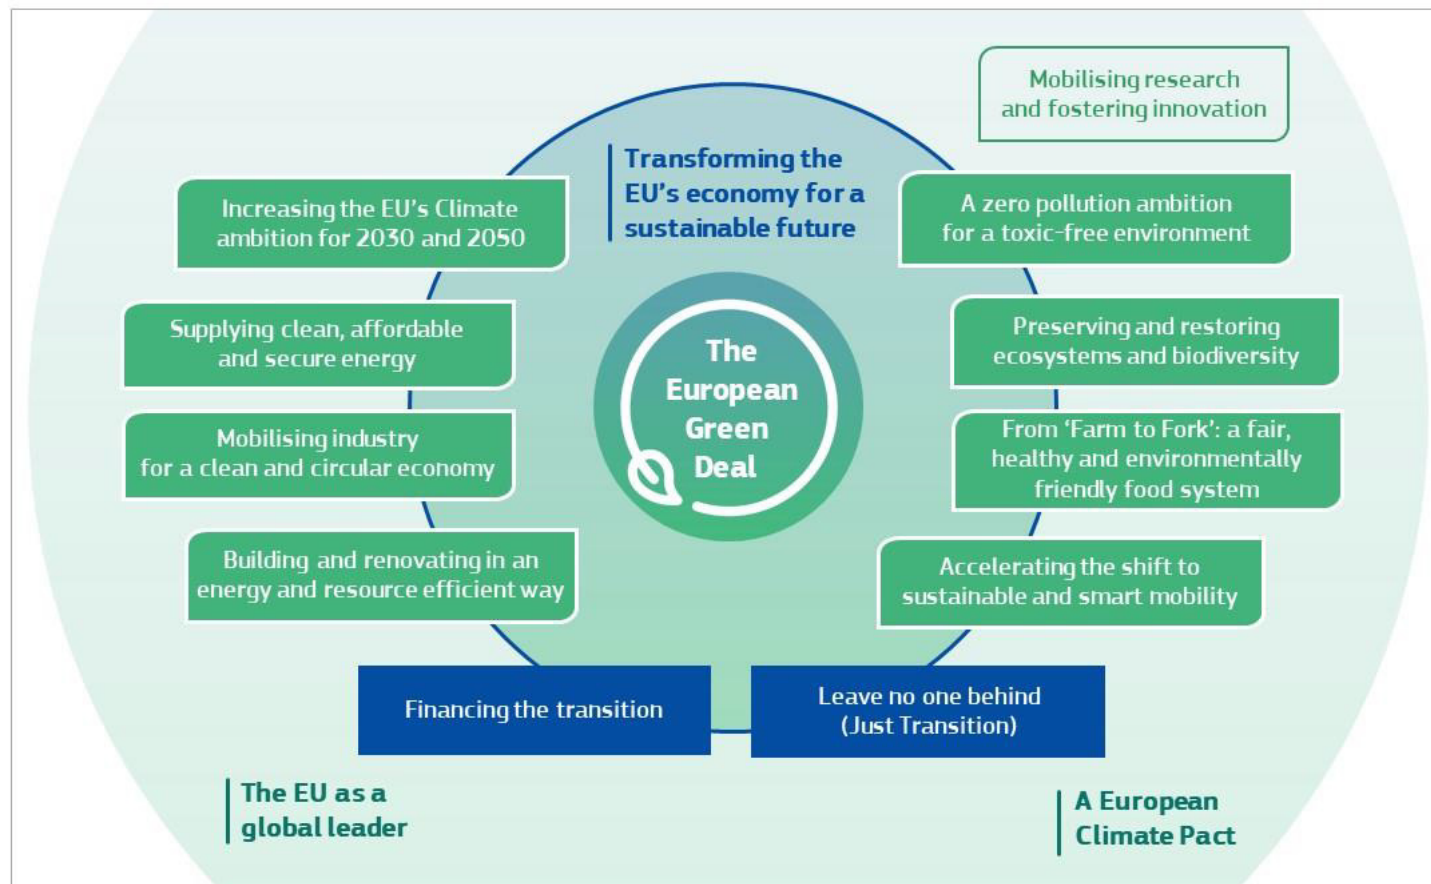 Mobilising research
and fostering innovation
Transforming the
EU's economy for a
sustainable future
Increasing the EU's Climate
ambition for 2030 and 2050
A zero pollution ambition
for a toxic-free environment
Supplying clean, affordable
and secure energy
The
European
Green
Deal
Preserving and restoring
ecosystems and biodiversity
Mobilising industry
for a clean and circular economy
From ‘Farm to Fork’: a fair,
healthy and environmentally
friendly food system
Building and renovating in an
energy and resource efficient way
Accelerating the shift to
sustainable and smart mobility
Financing the transition
Leave no one behind
(Just Transition)
The EU as a
global leader
A European
Climate Pact